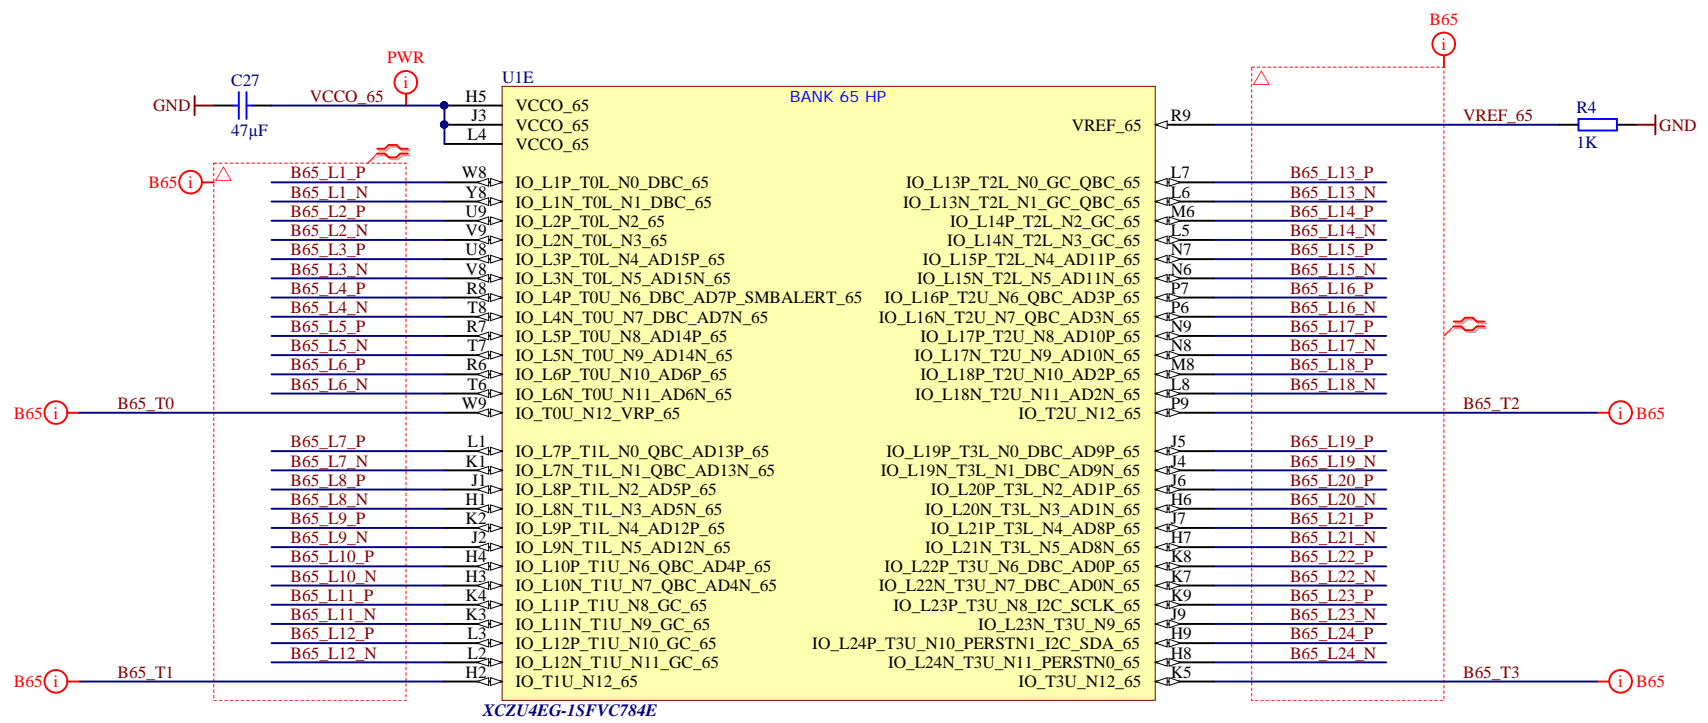 B65
PWR
U1E
BANK 65 HP
C27
GND
47µF
VCCO_65
H5 VCCO_65
J3 VCCO_65
L4 VCCO_65
VREF_65 R9 VREF_65 R4 GND
1K
B65
B65_L1_P W8 IO_L1P_T0L_N0_DBC_65 IO_L13P_T2L_N0_GC_QBC_65 L7 B65_L13_P
B65_L1_N Y8 IO_L1N_T0L_N1_DBC_65 IO_L13N_T2L_N1_GC_QBC_65 L6 B65_L13_N
B65_L2_P U9 IO_L2P_T0L_N2_65 IO_L14P_T2L_N2_GC_65 M6 B65_L14_P
B65_L2_N V9 IO_L2N_T0L_N3_65 IO_L14N_T2L_N3_GC_65 L5 B65_L14_N
B65_L3_P U8 IO_L3P_T0L_N4_AD15P_65 IO_L15P_T2L_N4_AD11P_65 N7 B65_L15_P
B65_L3_N V8 IO_L3N_T0L_N5_AD15N_65 IO_L15N_T2L_N5_AD11N_65 N6 B65_L15_N
B65_L4_P R8 IO_L4P_T0U_N6_DBC_AD7P_SMBALERT_65 IO_L16P_T2U_N6_QBC_AD3P_65 P7 B65_L16_P
B65_L4_N T8 IO_L4N_T0U_N7_DBC_AD7N_65 IO_L16N_T2U_N7_QBC_AD3N_65 P6 B65_L16_N
B65_L5_P R7 IO_L5P_T0U_N8_AD14P_65 IO_L17P_T2U_N8_AD10P_65 N9 B65_L17_P
B65_L5_N T7 IO_L5N_T0U_N9_AD14N_65 IO_L17N_T2U_N9_AD10N_65 N8 B65_L17_N
B65_L6_P R6 IO_L6P_T0U_N10_AD6P_65 IO_L18P_T2U_N10_AD2P_65 M8 B65_L18_P
B65_L6_N T6 IO_L6N_T0U_N11_AD6N_65 IO_L18N_T2U_N11_AD2N_65 L8 B65_L18_N
B65 B65_T0 W9 IO_T0U_N12_VRP_65 IO_T2U_N12_65 P9 B65_T2 B65
B65_L7_P L1 IO_L7P_T1L_N0_QBC_AD13P_65 IO_L19P_T3L_N0_DBC_AD9P_65 J5 B65_L19_P
B65_L7_N K1 IO_L7N_T1L_N1_QBC_AD13N_65 IO_L19N_T3L_N1_DBC_AD9N_65 J4 B65_L19_N
B65_L8_P J1 IO_L8P_T1L_N2_AD5P_65 IO_L20P_T3L_N2_AD1P_65 J6 B65_L20_P
B65_L8_N H1 IO_L8N_T1L_N3_AD5N_65 IO_L20N_T3L_N3_AD1N_65 H6 B65_L20_N
B65_L9_P K2 IO_L9P_T1L_N4_AD12P_65 IO_L21P_T3L_N4_AD8P_65 J7 B65_L21_P
B65_L9_N J2 IO_L9N_T1L_N5_AD12N_65 IO_L21N_T3L_N5_AD8N_65 H7 B65_L21_N
B65_L10_P H4 IO_L10P_T1U_N6_QBC_AD4P_65 IO_L22P_T3U_N6_DBC_AD0P_65 K8 B65_L22_P
B65_L10_N H3 IO_L10N_T1U_N7_QBC_AD4N_65 IO_L22N_T3U_N7_DBC_AD0N_65 K7 B65_L22_N
B65_L11_P K4 IO_L11P_T1U_N8_GC_65 IO_L23P_T3U_N8_I2C_SCLK_65 K9 B65_L23_P
B65_L11_N K3 IO_L11N_T1U_N9_GC_65 IO_L23N_T3U_N9_65 J9 B65_L23_N
B65_L12_P L3 IO_L12P_T1U_N10_GC_65 IO_L24P_T3U_N10_PERSTN1_I2C_SDA_65 H9 B65_L24_P
B65_L12_N L2 IO_L12N_T1U_N11_GC_65 IO_L24N_T3U_N11_PERSTN0_65 H8 B65_L24_N
B65 B65_T1 H2 IO_T1U_N12_65 IO_T3U_N12_65 K5 B65_T3 B65
XCZU4EG-1SFVC784E